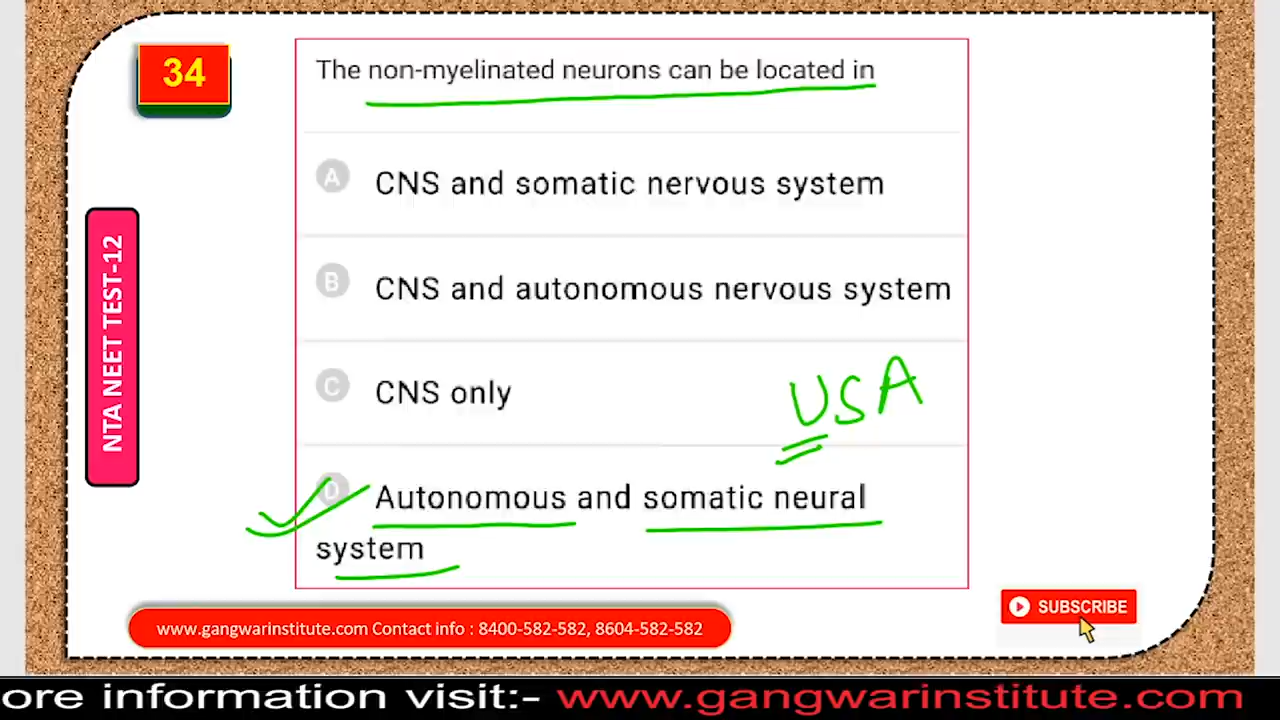 34
The non-myelinated neurons can be located in
A CNS and somatic nervous system
B CNS and autonomous nervous system
C CNS only
USA
D Autonomous and somatic neural
system
NTA NEET TEST-12
SUBSCRIBE
www.gangwarinstitute.com Contact info : 8400-582-582, 8604-582-582
ore information visit:- www.gangwarinstitute.com